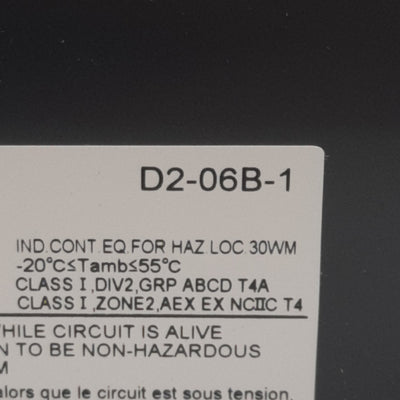 D2-06B-1
IND.CONT.EQ.FOR HAZ.LOC.30WM
-20°C≤Tamb≤55°C
CLASS I,DIV2,GRP ABCD T4A
CLASS I,ZONE2,AEX EX NCIIC T4
WHILE CIRCUIT IS ALIVE
N TO BE NON-HAZARDOUS
M
alors que le circuit est sous tension.